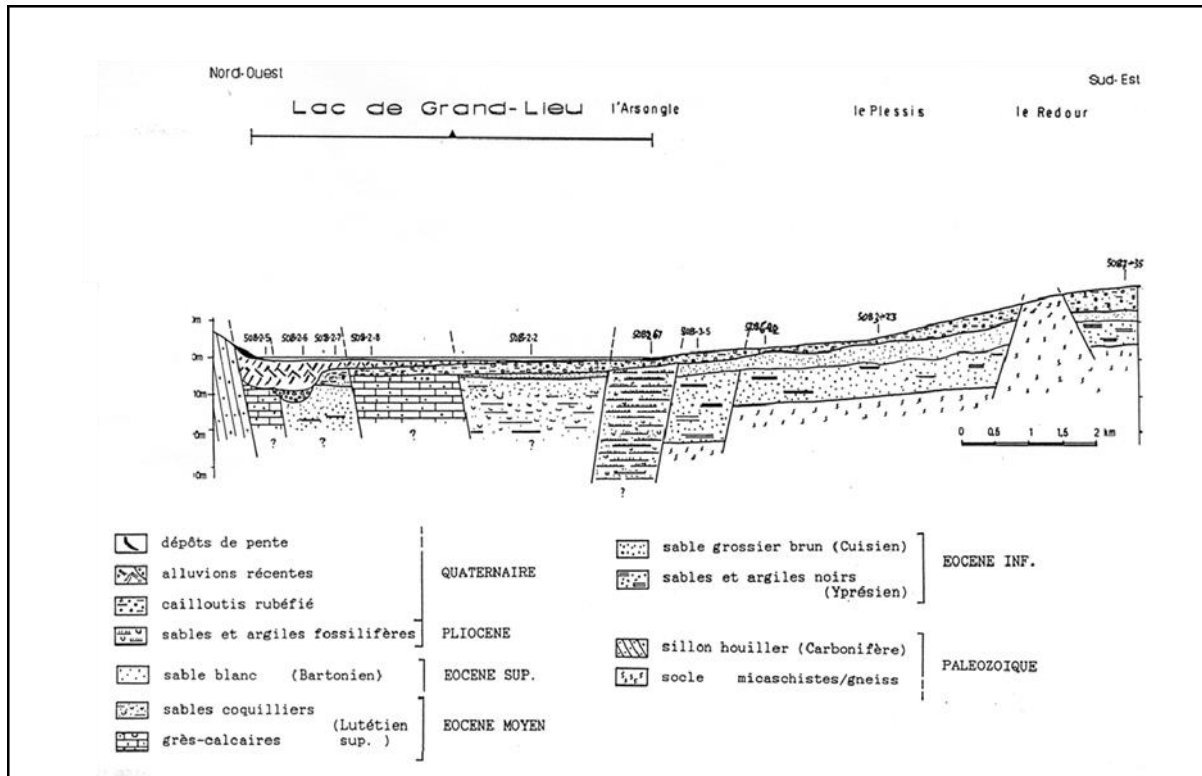 Nord-Ouest
Sud-Est
Lac de Grand-Lieu
l'Arsangle
le Plessis
le Redour
0m
10m
0 0,5 1 1,5 2 km
? ? ? ? ?
dépôts de pente
alluvions récentes
cailloutis rubéfié
QUATERNAIRE
sables et argiles fossilifères
PLIOCENE
sable blanc (Bartonien)
EOCENE SUP.
sables coquilliers
grès-calcaires
(Lutétien
sup. )
EOCENE MOYEN
sable grossier brun (Cuisien)
sables et argiles noirs
(Yprésien)
EOCENE INF.
sillon houiller (Carbonifère)
socle micaschistes/gneiss
PALEOZOIQUE